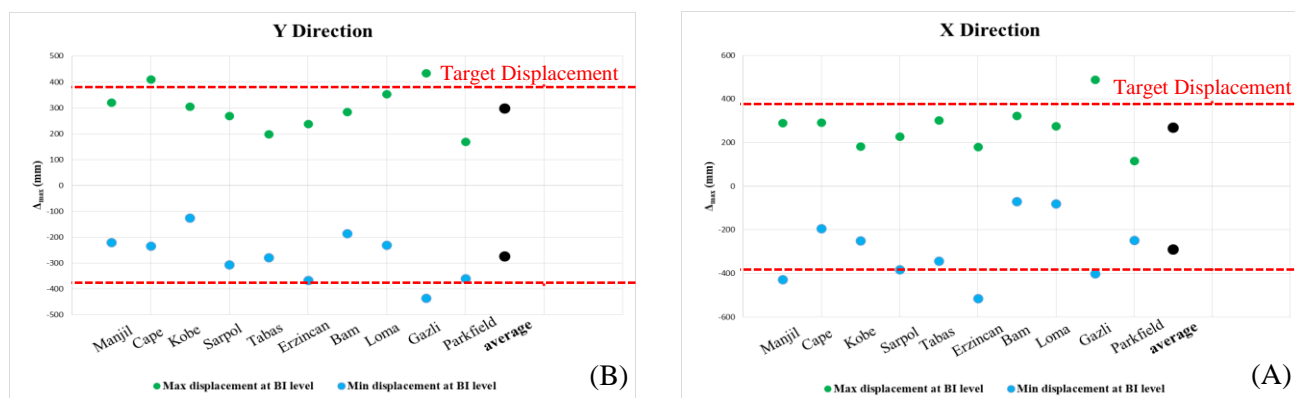 Y Direction
500
400
300
200
100
0
-100
-200
-300
-400
-500
Δmax (mm)
Target Displacement
Manjil
Cape
Kobe
Sarpol
Tabas
Erzincan
Bam
Loma
Gazli
Parkfield
average
Max displacement at BI level
Min displacement at BI level
(B)
X Direction
600
400
200
0
-200
-400
-600
Δmax (mm)
Target Displacement
Manjil
Cape
Kobe
Sarpol
Tabas
Erzincan
Bam
Loma
Gazli
Parkfield
average
Max displacement at BI level
Min displacement at BI level
(A)